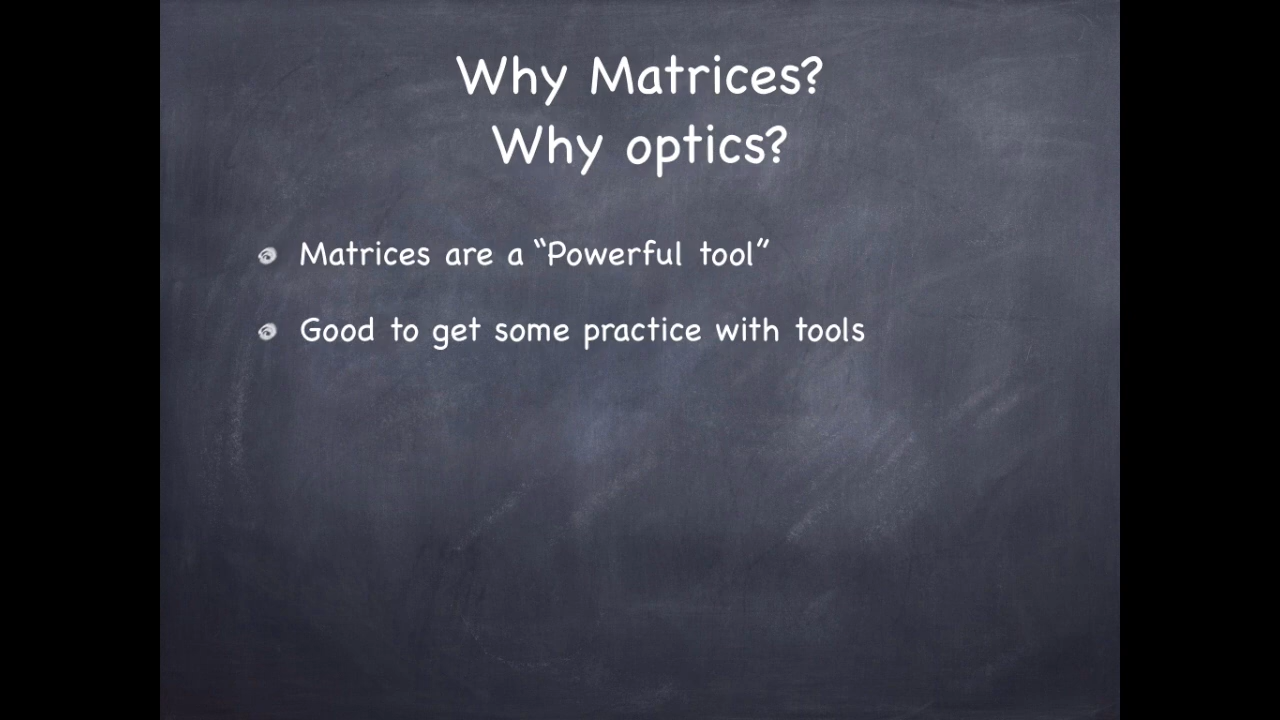 Why Matrices?
Why optics?
Matrices are a “Powerful tool”
Good to get some practice with tools